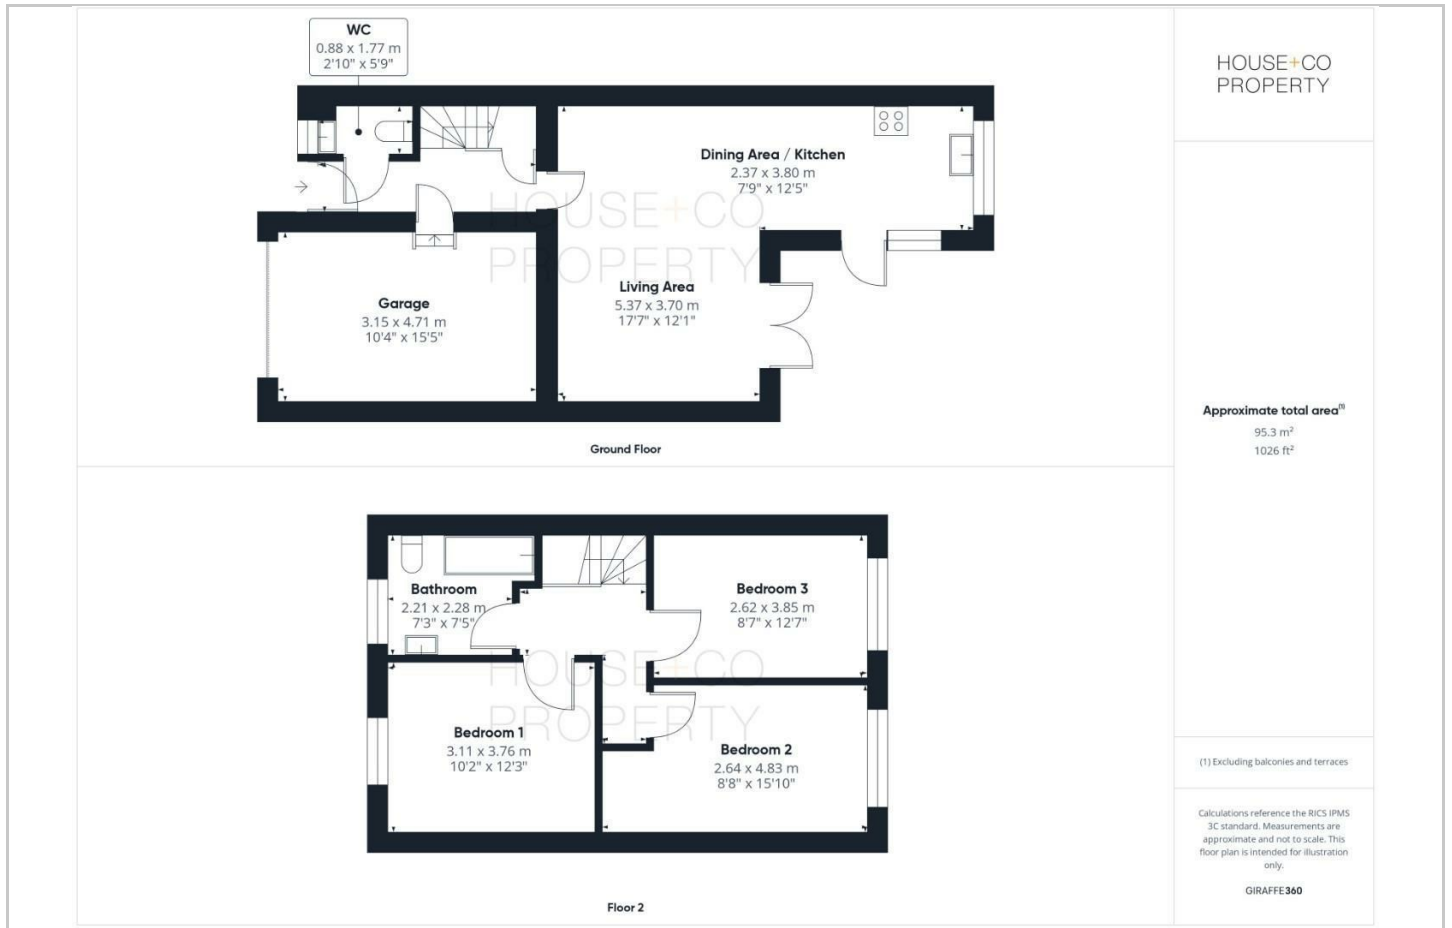 WC
0.88 x 1.77 m
2'10" x 5'9"
Dining Area / Kitchen
2.37 x 3.80 m
7'9" x 12'5"
Living Area
5.37 x 3.70 m
17'7" x 12'1"
Garage
3.15 x 4.71 m
10'4" x 15'5"
HOUSE+CO
PROPERTY
Ground Floor
Bathroom
2.21 x 2.28 m
7'3" x 7'5"
Bedroom 3
2.62 x 3.85 m
8'7" x 12'7"
Bedroom 1
3.11 x 3.76 m
10'2" x 12'3"
Bedroom 2
2.64 x 4.83 m
8'8" x 15'10"
HOUSE+CO
PROPERTY
Floor 2
HOUSE+CO
PROPERTY
Approximate total area(1)
95.3 m²
1026 ft²
(1) Excluding balconies and terraces
Calculations reference the RICS IPMS
3C standard. Measurements are
approximate and not to scale. This
floor plan is intended for illustration
only.
GIRAFFE360